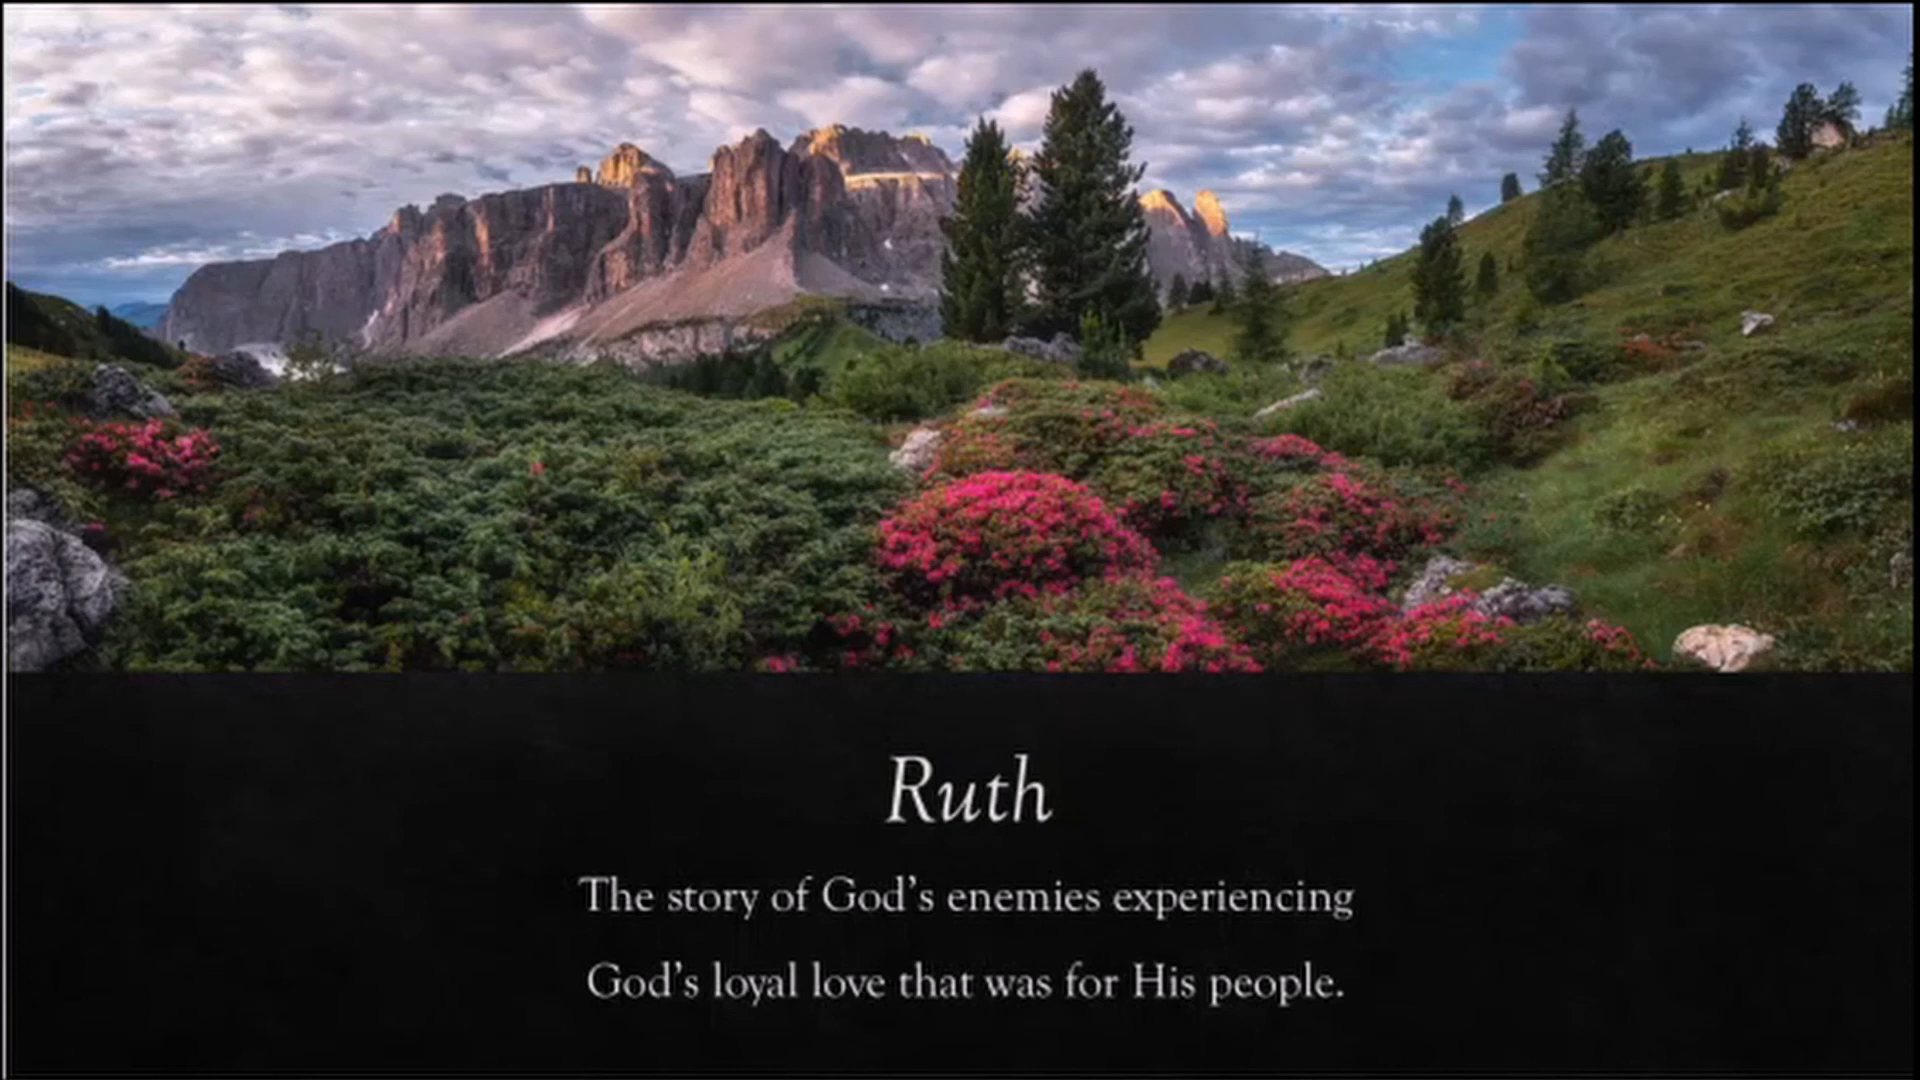 Ruth
The story of God’s enemies experiencing
God’s loyal love that was for His people.